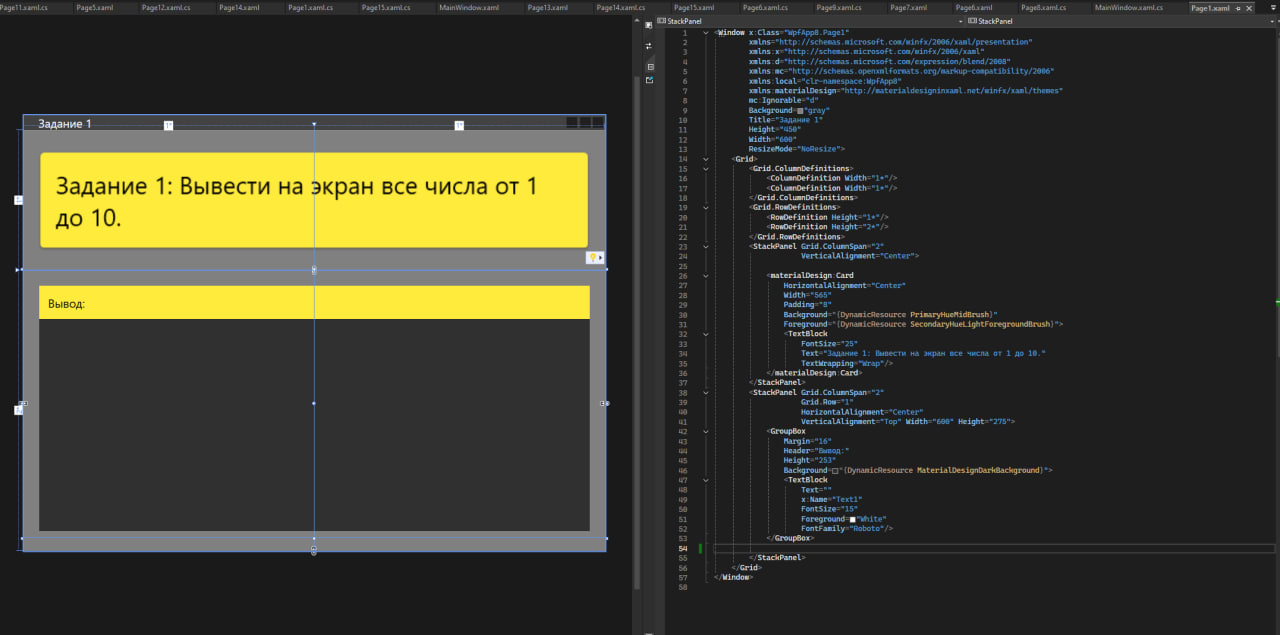 Page11.xaml.cs Page5.xaml Page12.xaml.cs Page14.xaml Page1.xaml.cs Page15.xaml.cs MainWindow.xaml Page13.xaml Page14.xaml.cs Page15.xaml Page6.xaml.cs Page9.xaml.cs Page7.xaml Page6.xaml Page8.xaml.cs MainWindow.xaml.cs Page1.xaml
StackPanel StackPanel
Задание 1
Задание 1: Вывести на экран все числа от 1
до 10.
Вывод:
1 <Window x:Class="WpfApp8.Page1"
2 xmlns="http://schemas.microsoft.com/winfx/2006/xaml/presentation"
3 xmlns:x="http://schemas.microsoft.com/winfx/2006/xaml"
4 xmlns:d="http://schemas.microsoft.com/expression/blend/2008"
5 xmlns:mc="http://schemas.openxmlformats.org/markup-compatibility/2006"
6 xmlns:local="clr-namespace:WpfApp8"
7 xmlns:materialDesign="http://materialdesigninxaml.net/winfx/xaml/themes"
8 mc:Ignorable="d"
9 Background="gray"
10 Title="Задание 1"
11 Height="450"
12 Width="600"
13 ResizeMode="NoResize">
14 <Grid>
15 <Grid.ColumnDefinitions>
16 <ColumnDefinition Width="1*"/>
17 <ColumnDefinition Width="1*"/>
18 </Grid.ColumnDefinitions>
19 <Grid.RowDefinitions>
20 <RowDefinition Height="1*"/>
21 <RowDefinition Height="2*"/>
22 </Grid.RowDefinitions>
23 <StackPanel Grid.ColumnSpan="2"
24 VerticalAlignment="Center">
25
26 <materialDesign:Card
27 HorizontalAlignment="Center"
28 Width="565"
29 Padding="8"
30 Background="{DynamicResource PrimaryHueMidBrush}"
31 Foreground="{DynamicResource SecondaryHueLightForegroundBrush}">
32 <TextBlock
33 FontSize="25"
34 Text="Задание 1: Вывести на экран все числа от 1 до 10."
35 TextWrapping="Wrap"/>
36 </materialDesign:Card>
37 </StackPanel>
38 <StackPanel Grid.ColumnSpan="2"
39 Grid.Row="1"
40 HorizontalAlignment="Center"
41 VerticalAlignment="Top" Width="600" Height="275">
42 <GroupBox
43 Margin="16"
44 Header="Вывод:"
45 Height="253"
46 Background="{DynamicResource MaterialDesignDarkBackground}">
47 <TextBlock
48 Text=""
49 x:Name="Text1"
50 FontSize="15"
51 Foreground="White"
52 FontFamily="Roboto"/>
53 </GroupBox>
54
55 </StackPanel>
56 </Grid>
57 </Window>
58